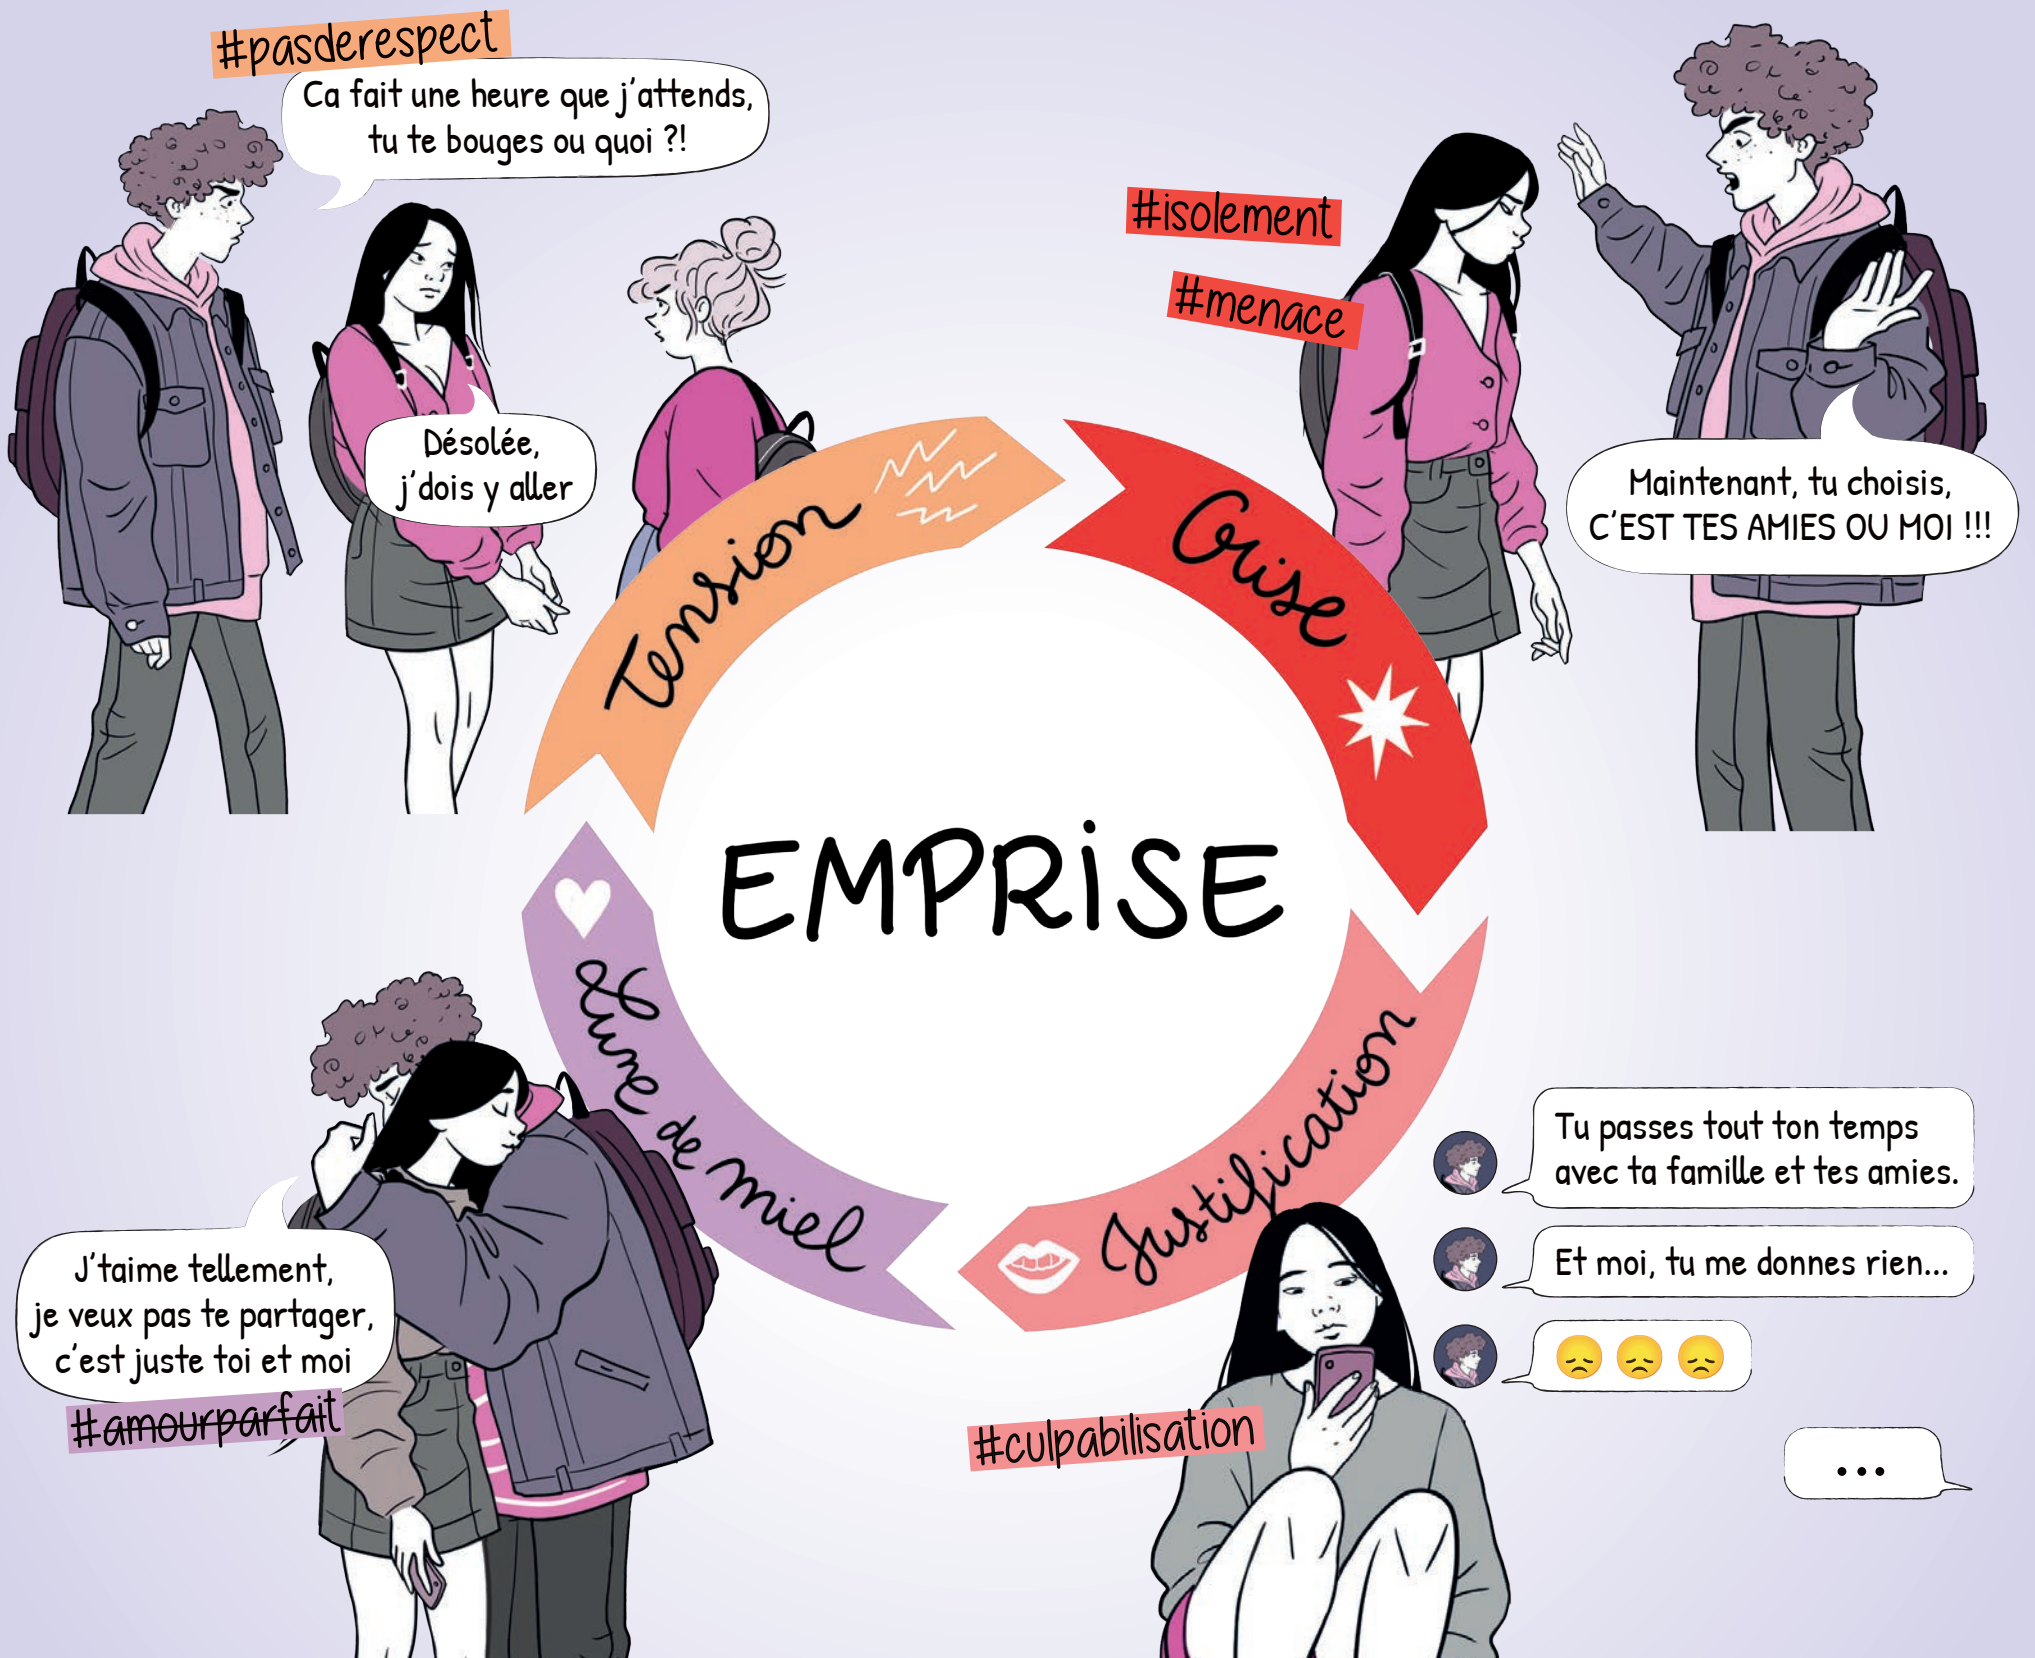 #pasderespect
Ca fait une heure que j'attends,
tu te bouges ou quoi ?!
Désolée,
j'dois y aller
#isolement
#menace
Maintenant, tu choisis,
C'EST TES AMIES OU MOI !!!
Tension
Crise
EMPRISE
Lune de miel
Justification
Tu passes tout ton temps
avec ta famille et tes amies.
Et moi, tu me donnes rien...
😞 😞 😞
...
#culpabilisation
J'taime tellement,
je veux pas te partager,
c'est juste toi et moi
#amourparfait